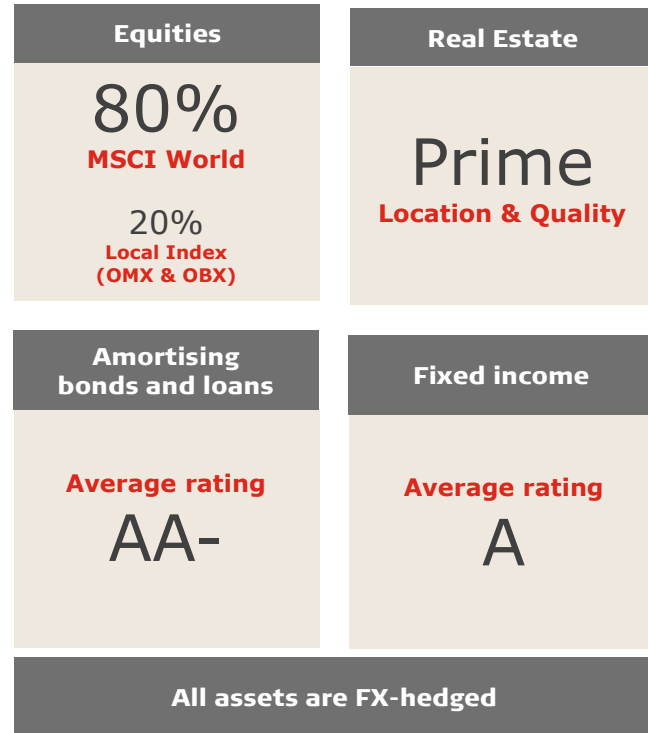 Equities
80%
MSCI World
20%
Local Index
(OMX & OBX)
Real Estate
Prime
Location & Quality
Amortising
bonds and loans
Average rating
AA-
Fixed income
Average rating
A
All assets are FX-hedged